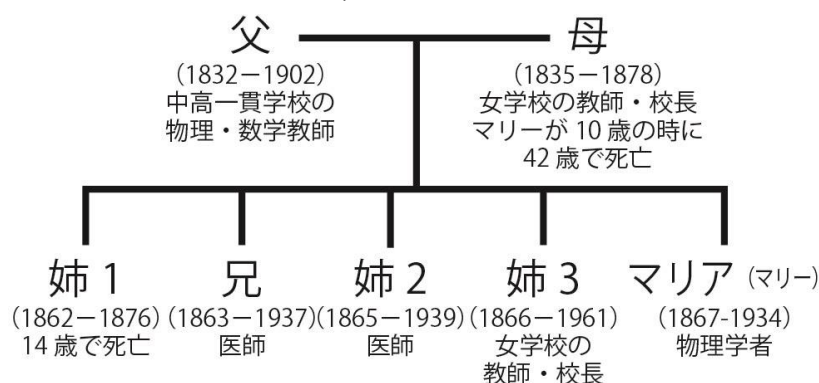 父
(1832－1902)
中高一貫学校の
物理・数学教師
母
(1835－1878)
女学校の教師・校長
マリーが 10 歳の時に
42 歳で死亡
姉 1
(1862－1876)
14 歳で死亡
兄
(1863－1937)
医師
姉 2
(1865－1939)
医師
姉 3
(1866－1961)
女学校の
教師・校長
マリア (マリー)
(1867-1934)
物理学者